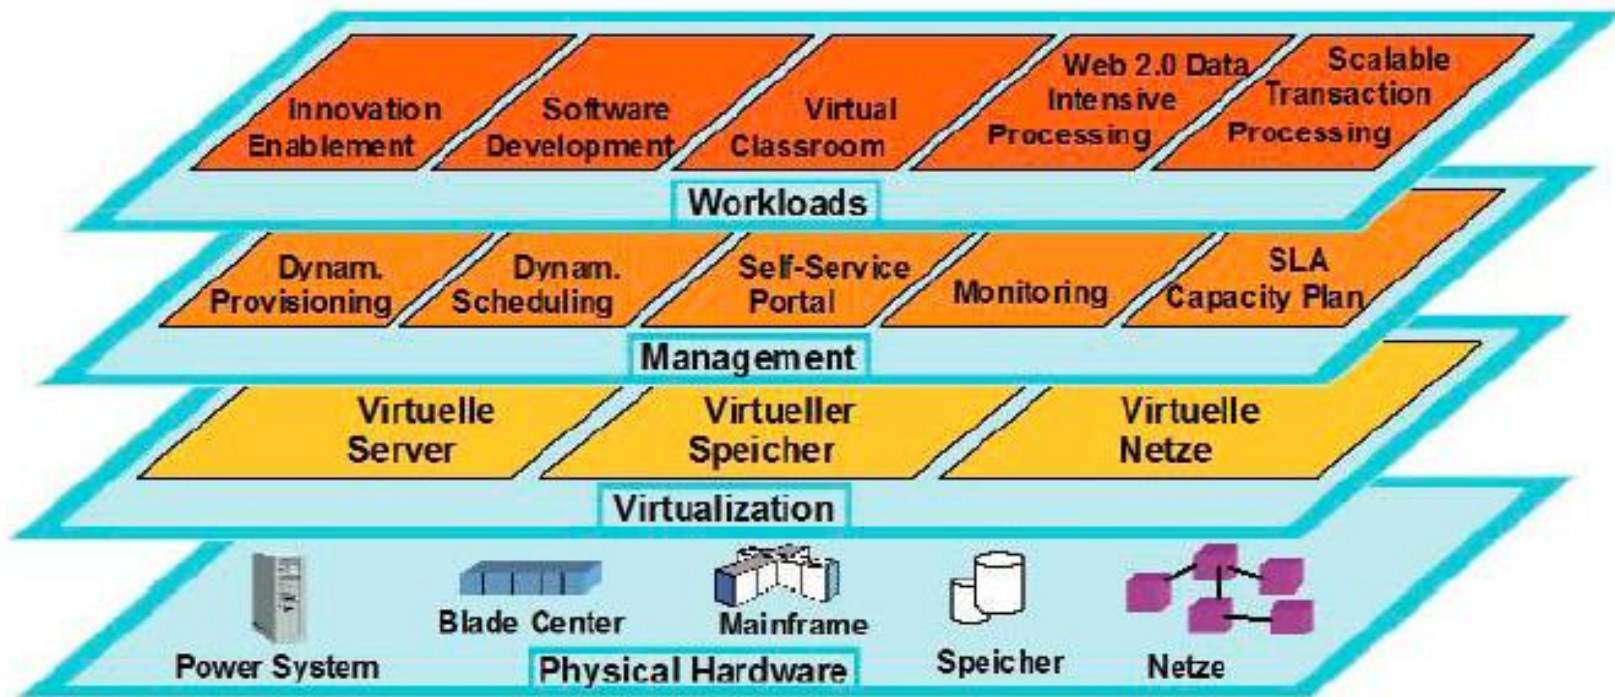 Innovation
Enablement
Software
Development
Virtual
Classroom
Web 2.0 Data
Intensive
Processing
Scalable
Transaction
Processing
Workloads
Dynam.
Provisioning
Dynam.
Scheduling
Self-Service
Portal
Monitoring
SLA
Capacity Plan
Management
Virtuelle
Server
Virtueller
Speicher
Virtuelle
Netze
Virtualization
Power System
Blade Center
Mainframe
Speicher
Netze
Physical Hardware